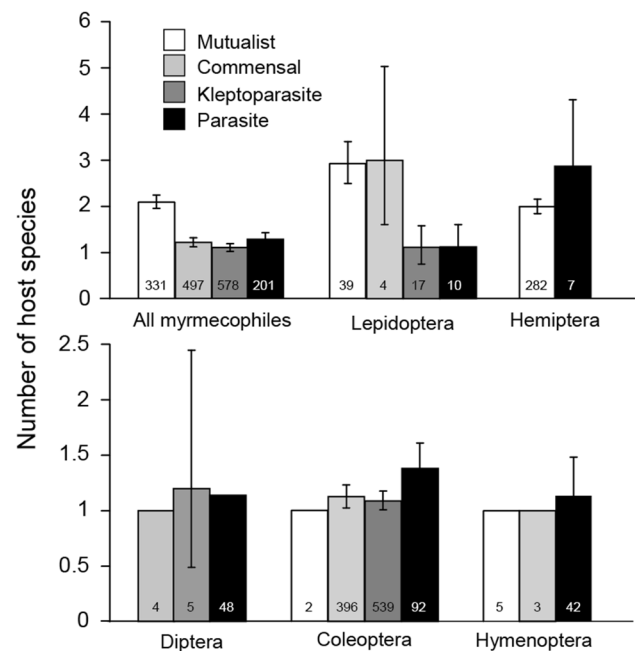 Number of host species
6
5
4
3
2
1
0
Mutualist
Commensal
Kleptoparasite
Parasite
331 497 578 201
39 4 17 10
282 7
All myrmecophiles Lepidoptera Hemiptera
2.5
2
1.5
1
0.5
0
4 5 48
2 396 539 92
5 3 42
Diptera Coleoptera Hymenoptera